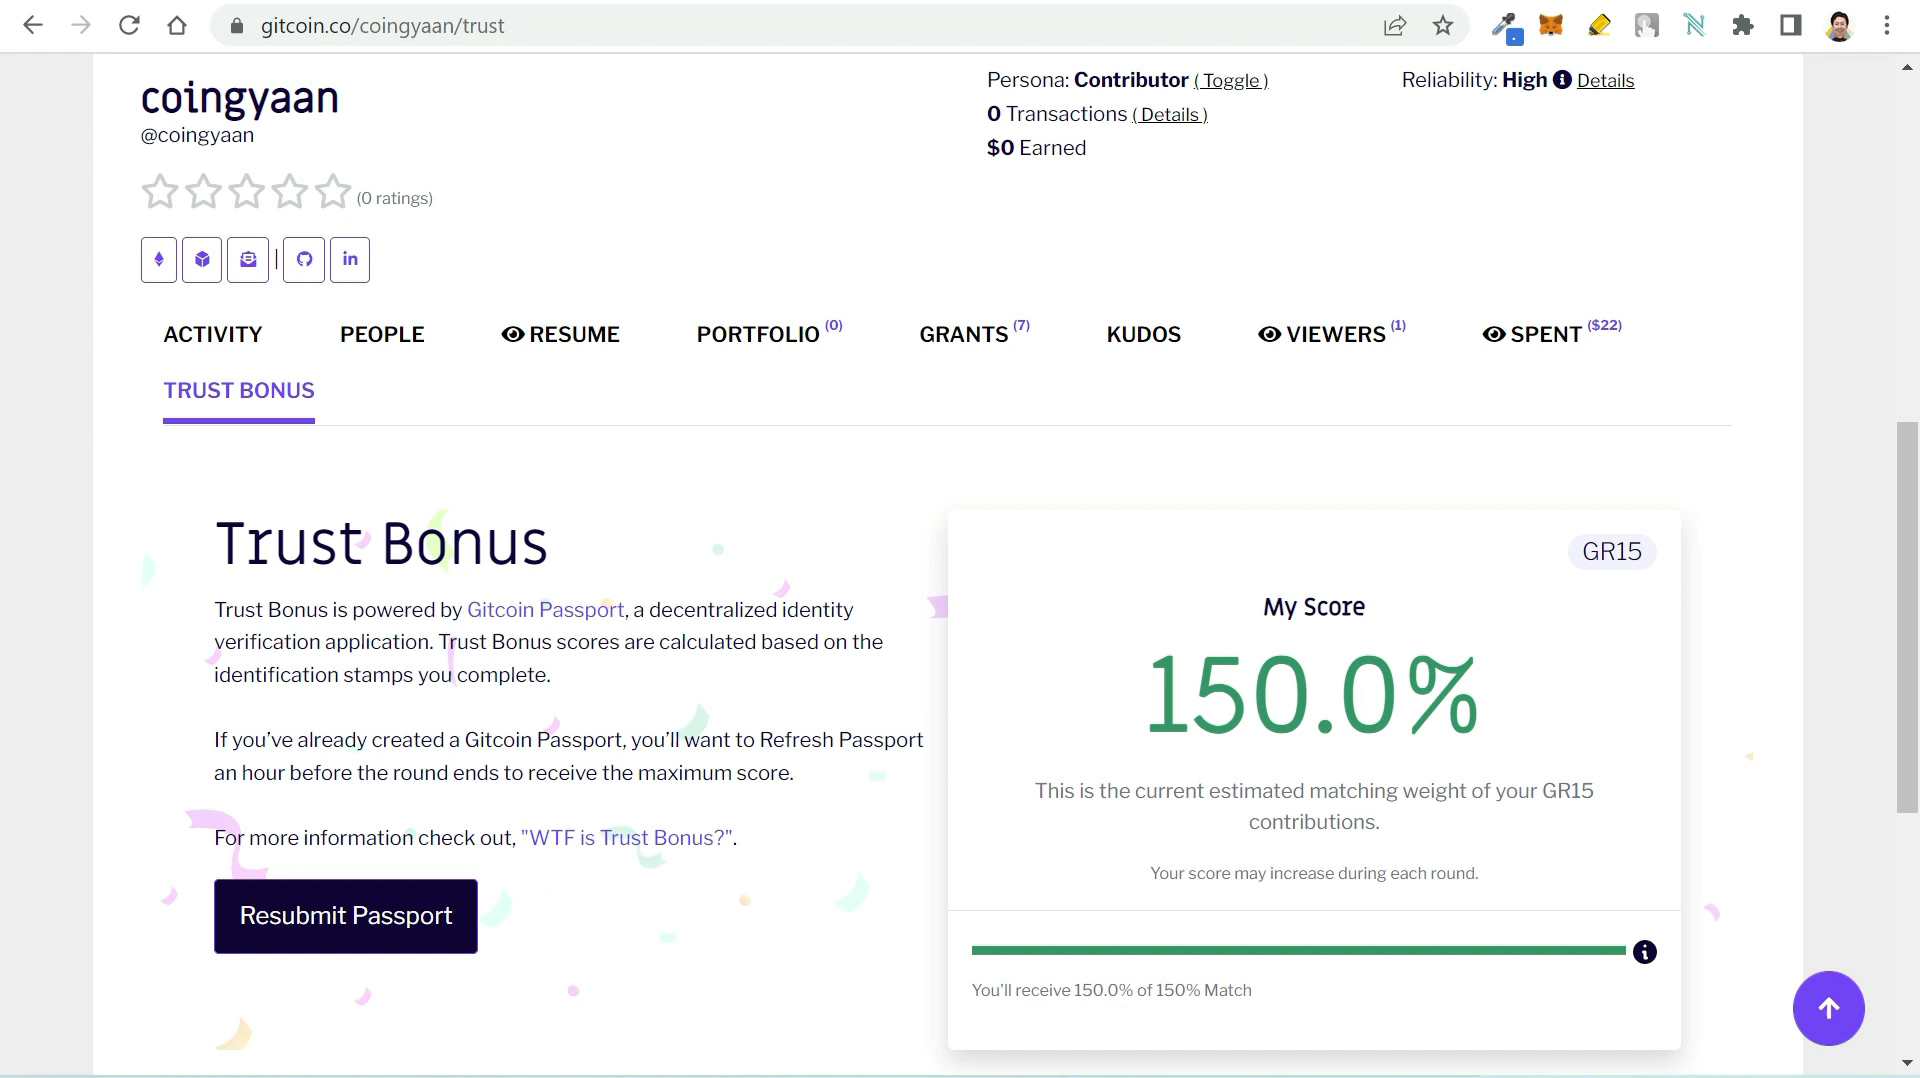 gitcoin.co/coingyaan/trust
coingyaan
@coingyaan
(0 ratings)
Persona: Contributor ( Toggle )
0 Transactions ( Details )
$0 Earned
Reliability: High Details
in
ACTIVITY PEOPLE RESUME PORTFOLIO (0) GRANTS (7) KUDOS VIEWERS (1) SPENT ($22)
TRUST BONUS
Trust Bonus
Trust Bonus is powered by Gitcoin Passport, a decentralized identity
verification application. Trust Bonus scores are calculated based on the
identification stamps you complete.
If you’ve already created a Gitcoin Passport, you’ll want to Refresh Passport
an hour before the round ends to receive the maximum score.
For more information check out, "WTF is Trust Bonus?".
Resubmit Passport
GR15
My Score
150.0%
This is the current estimated matching weight of your GR15
contributions.
Your score may increase during each round.
You'll receive 150.0% of 150% Match